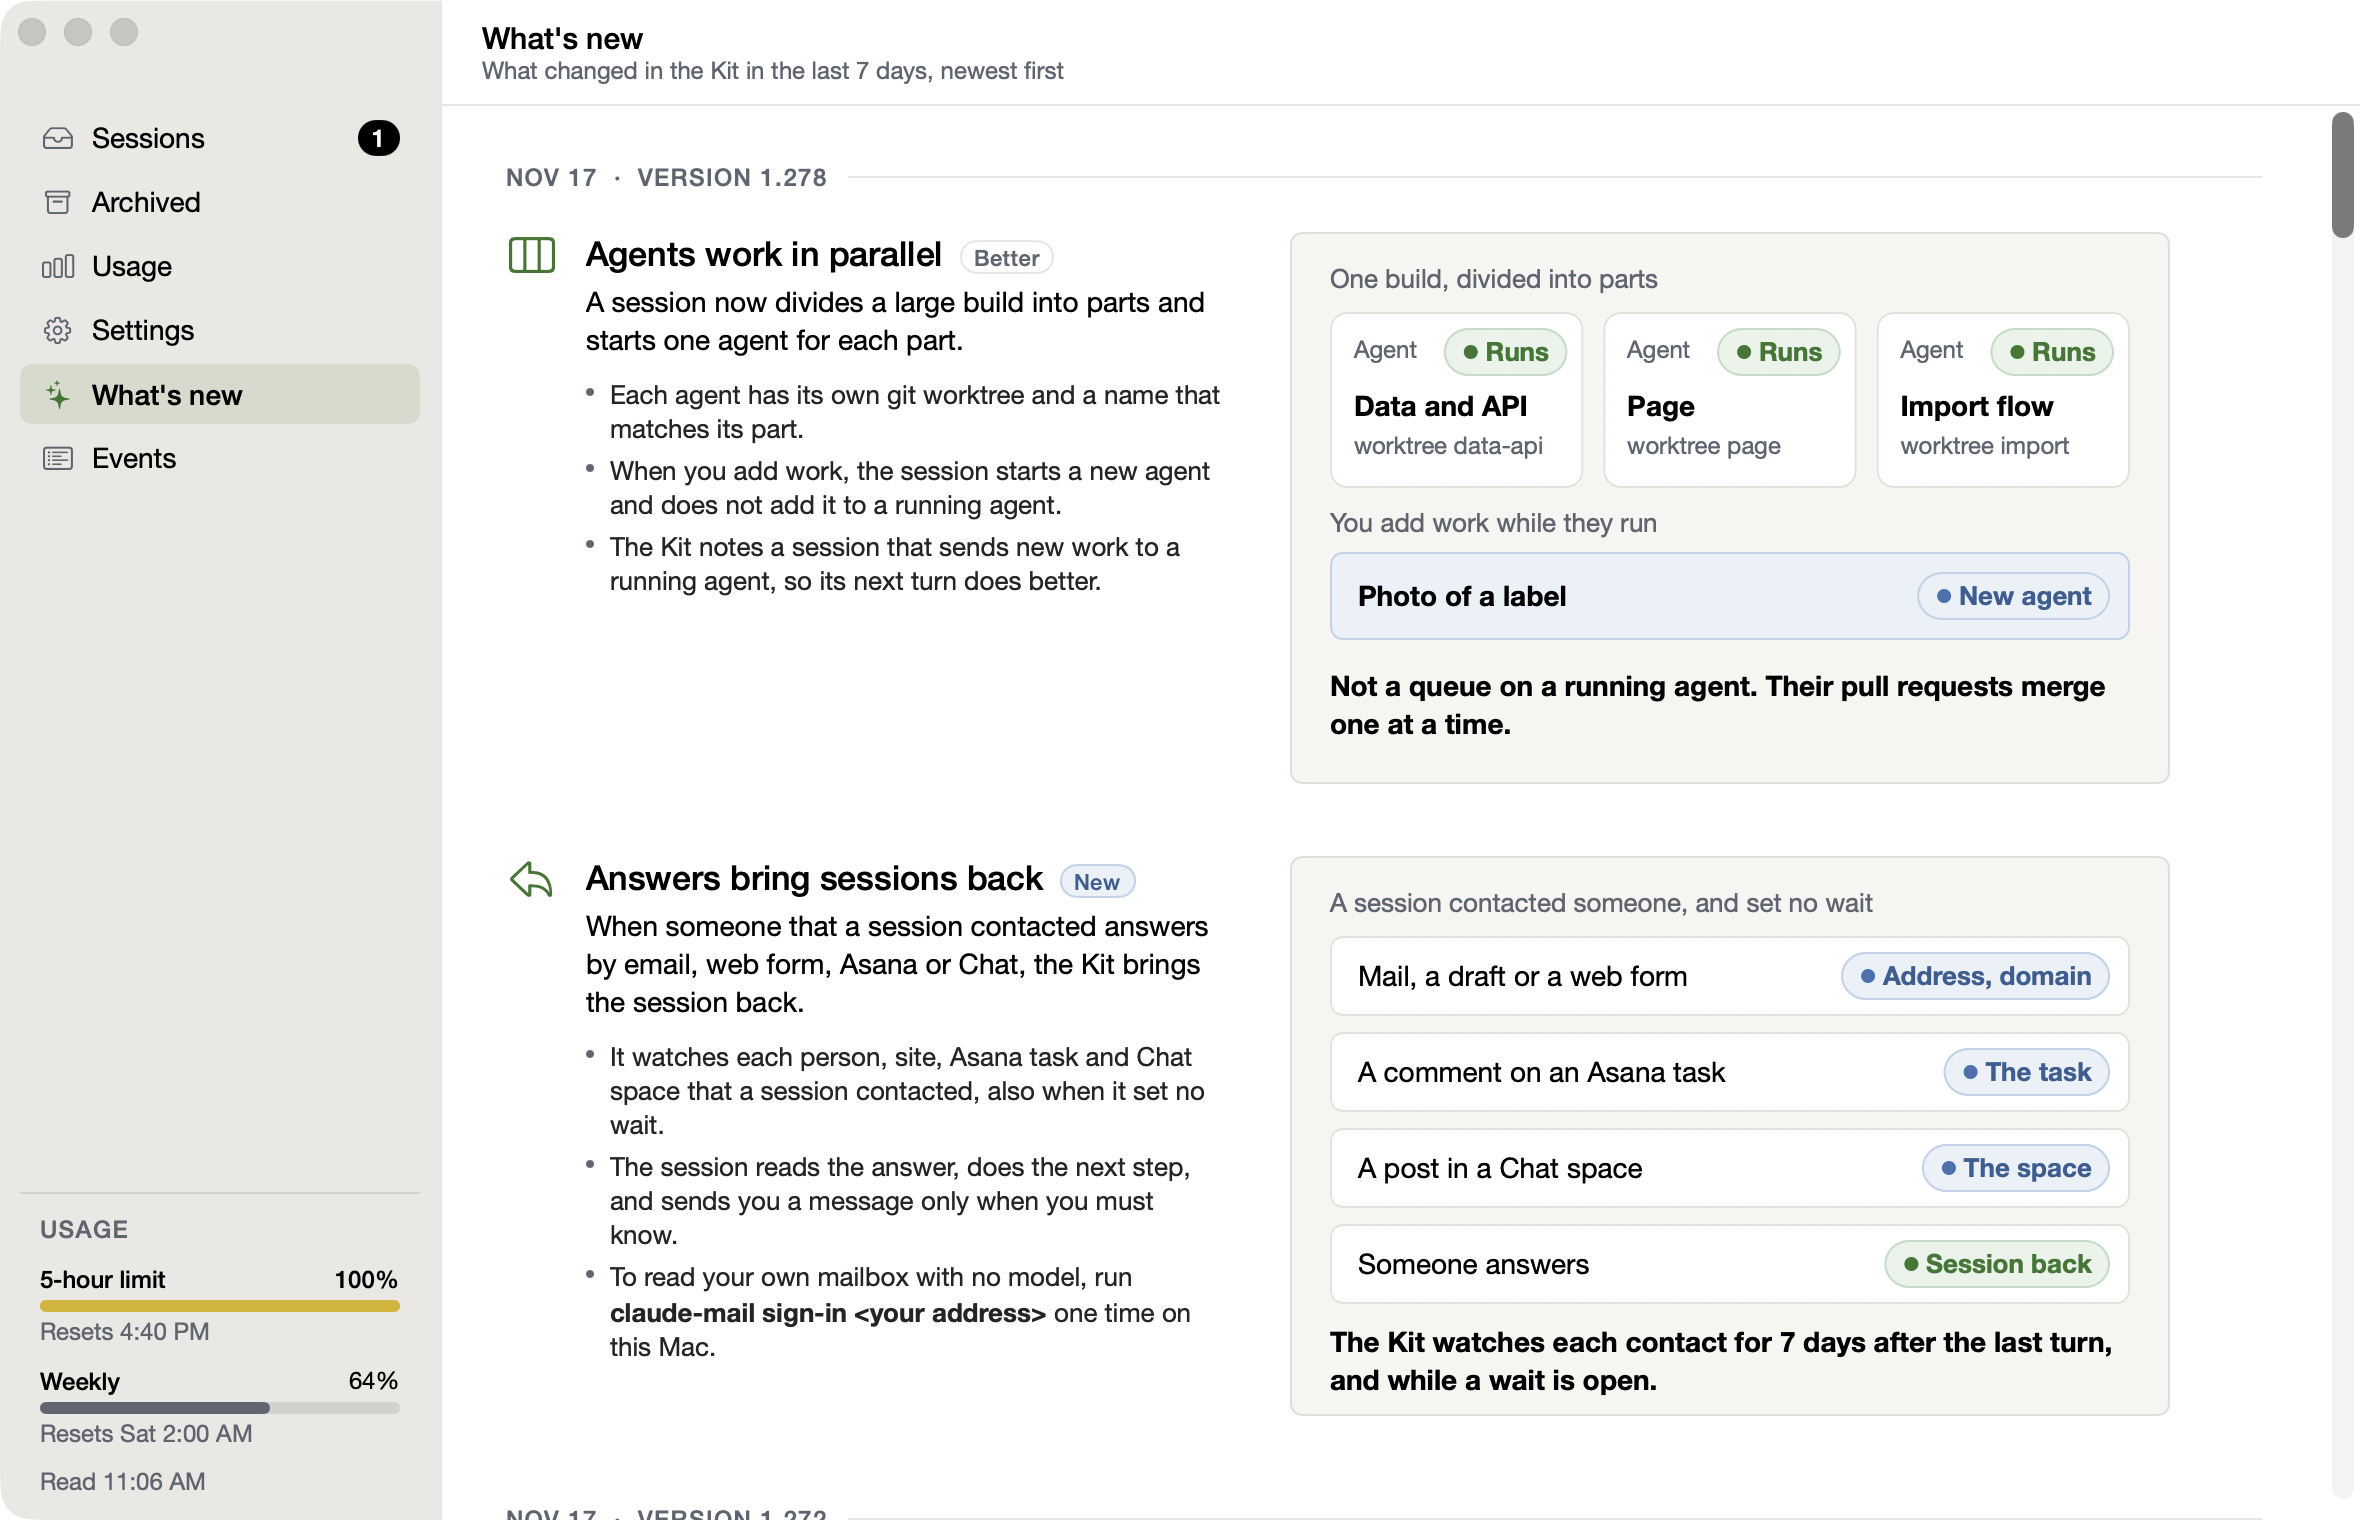 Sessions
1
Archived
Usage
Settings
What's new
Events
USAGE
5-hour limit 100%
Resets 4:40 PM
Weekly 64%
Resets Sat 2:00 AM
Read 11:06 AM
What's new
What changed in the Kit in the last 7 days, newest first
NOV 17 · VERSION 1.278
Agents work in parallel Better
A session now divides a large build into parts and
starts one agent for each part.
• Each agent has its own git worktree and a name that
matches its part.
• When you add work, the session starts a new agent
and does not add it to a running agent.
• The Kit notes a session that sends new work to a
running agent, so its next turn does better.
One build, divided into parts
Agent Runs
Data and API
worktree data-api
Agent Runs
Page
worktree page
Agent Runs
Import flow
worktree import
You add work while they run
Photo of a label New agent
Not a queue on a running agent. Their pull requests merge
one at a time.
Answers bring sessions back New
When someone that a session contacted answers
by email, web form, Asana or Chat, the Kit brings
the session back.
• It watches each person, site, Asana task and Chat
space that a session contacted, also when it set no
wait.
• The session reads the answer, does the next step,
and sends you a message only when you must
know.
• To read your own mailbox with no model, run
claude-mail sign-in <your address> one time on
this Mac.
A session contacted someone, and set no wait
Mail, a draft or a web form Address, domain
A comment on an Asana task The task
A post in a Chat space The space
Someone answers Session back
The Kit watches each contact for 7 days after the last turn,
and while a wait is open.
NOV 17 · VERSION 1.272